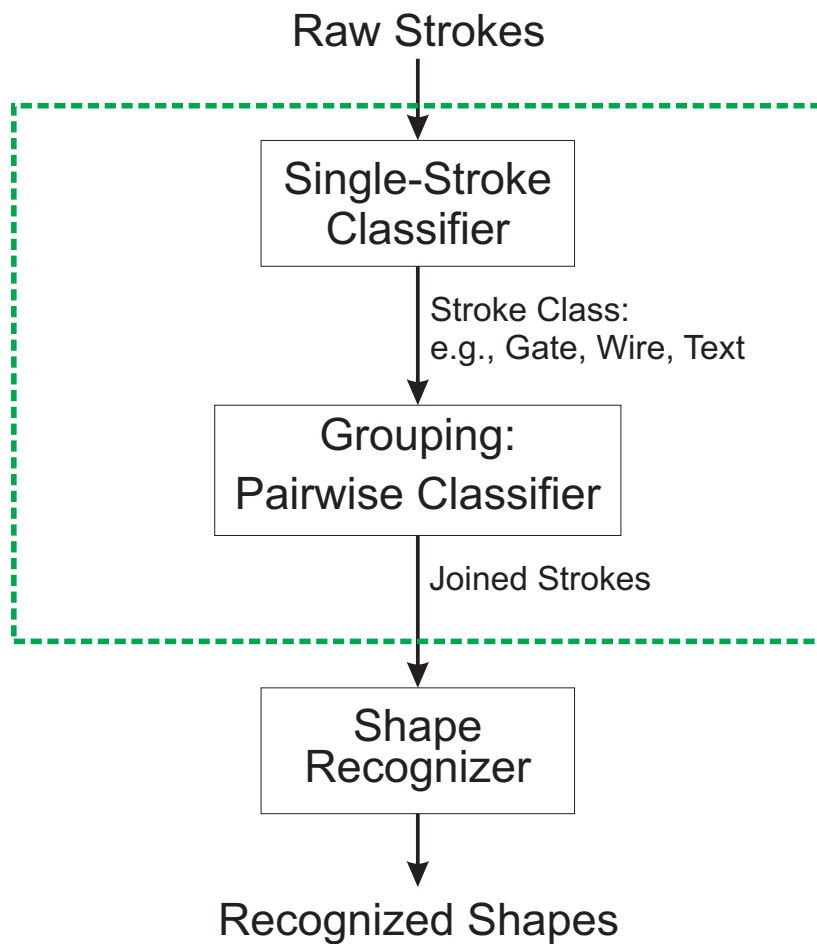 Raw Strokes
Single-Stroke
Classifier
Stroke Class:
e.g., Gate, Wire, Text
Grouping:
Pairwise Classifier
Joined Strokes
Shape
Recognizer
Recognized Shapes